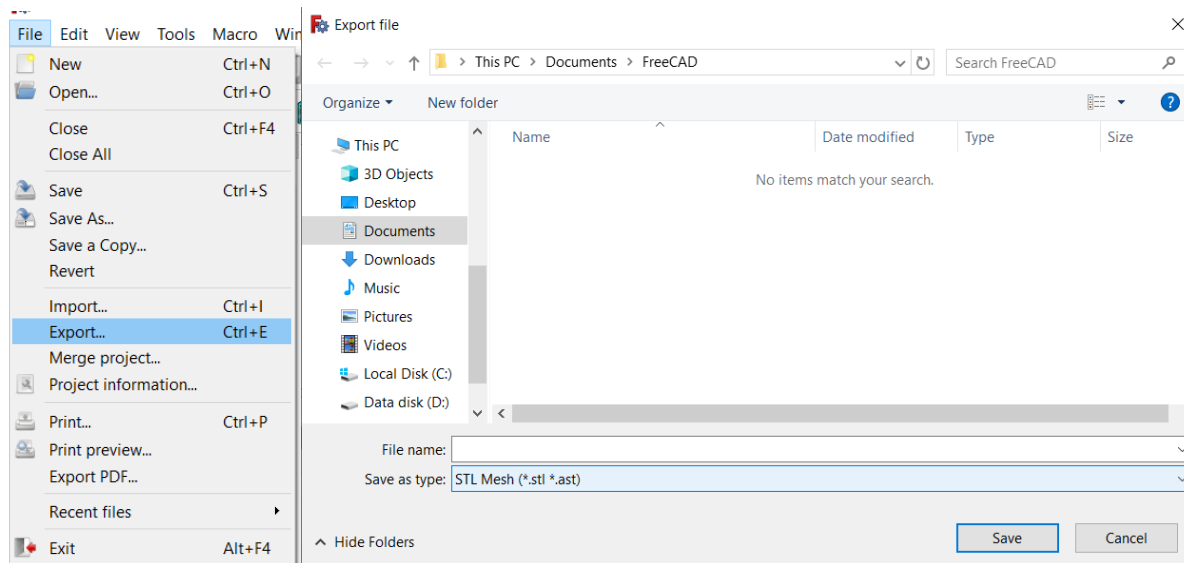 File Edit View Tools Macro Win
New Ctrl+N
Open... Ctrl+O
Close Ctrl+F4
Close All
Save Ctrl+S
Save As...
Save a Copy...
Revert
Import... Ctrl+I
Export... Ctrl+E
Merge project...
Project information...
Print... Ctrl+P
Print preview...
Export PDF...
Recent files
Exit Alt+F4
Export file
This PC > Documents > FreeCAD
Search FreeCAD
Organize New folder
Name Date modified Type Size
No items match your search.
This PC
3D Objects
Desktop
Documents
Downloads
Music
Pictures
Videos
Local Disk (C:)
Data disk (D:)
File name:
Save as type: STL Mesh (*.stl *.ast)
Hide Folders
Save Cancel